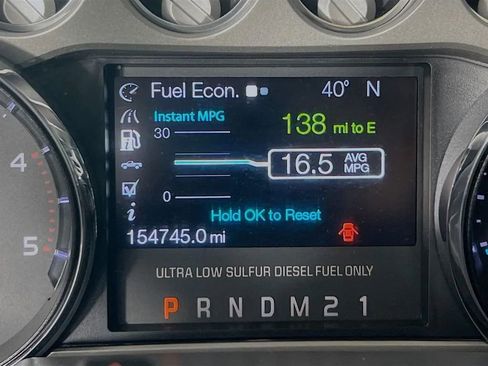 Fuel Econ. 40° N
Instant MPG
138 mi to E
30
16.5 AVG MPG
0
Hold OK to Reset
154745.0 mi
4
5
ULTRA LOW SULFUR DIESEL FUEL ONLY
P R N D M 2 1